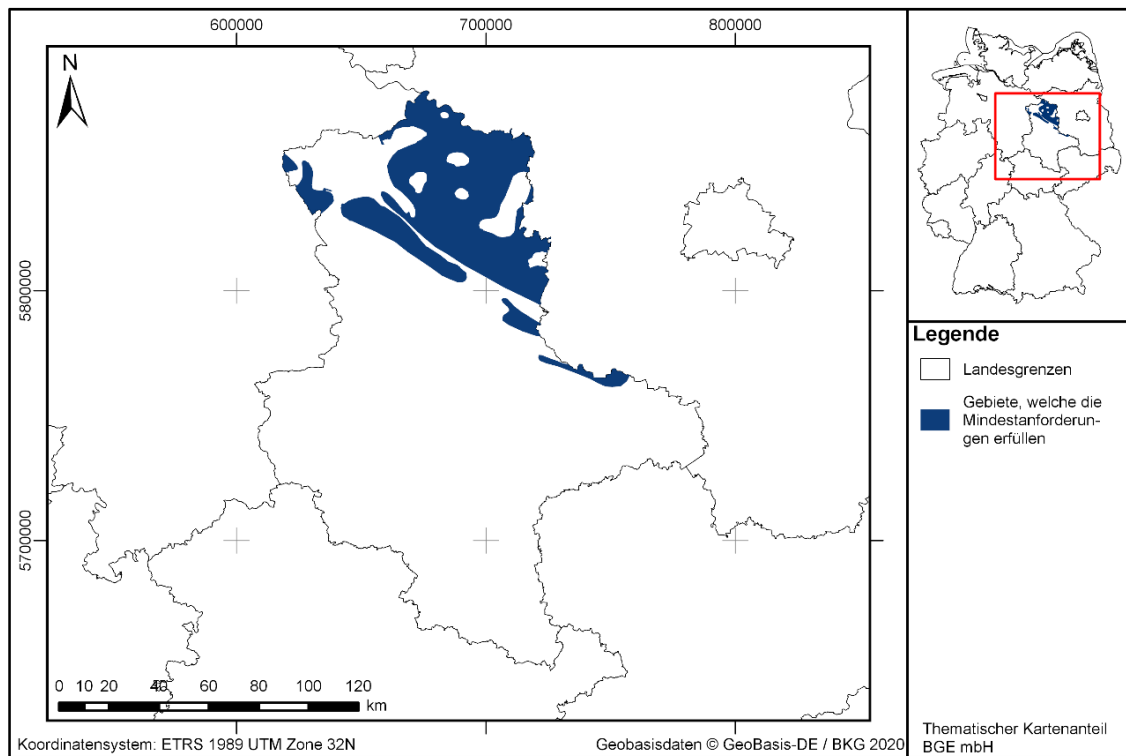 600000
700000
800000
N
5800000
5700000
0 10 20 40 60 80 100 120
km
Koordinatensystem: ETRS 1989 UTM Zone 32N
Geobasisdaten © GeoBasis-DE / BKG 2020
Legende
Landesgrenzen
Gebiete, welche die
Mindestanforderun-
gen erfüllen
Thematischer Kartenanteil
BGE mbH